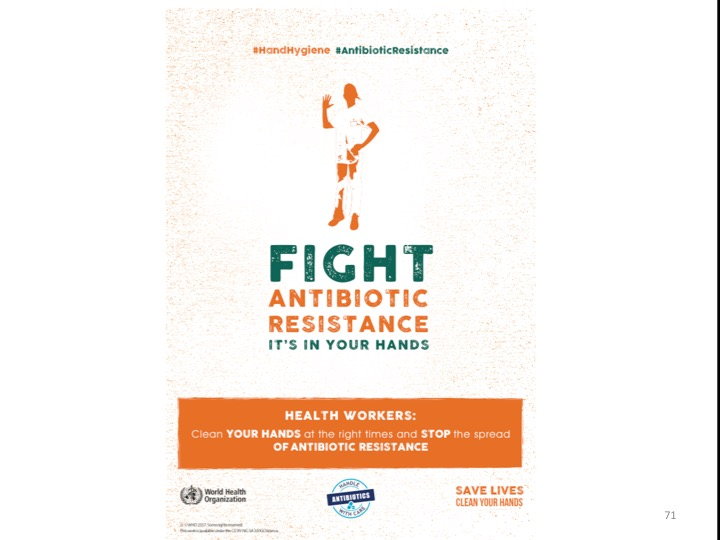 #HandHygiene #AntibioticResistance
FIGHT
ANTIBIOTIC
RESISTANCE
IT'S IN YOUR HANDS
HEALTH WORKERS:
Clean YOUR HANDS at the right times and STOP the spread
OF ANTIBIOTIC RESISTANCE
World Health
Organization
HANDLE
ANTIBIOTICS
WITH CARE
SAVE LIVES
CLEAN YOUR HANDS
71